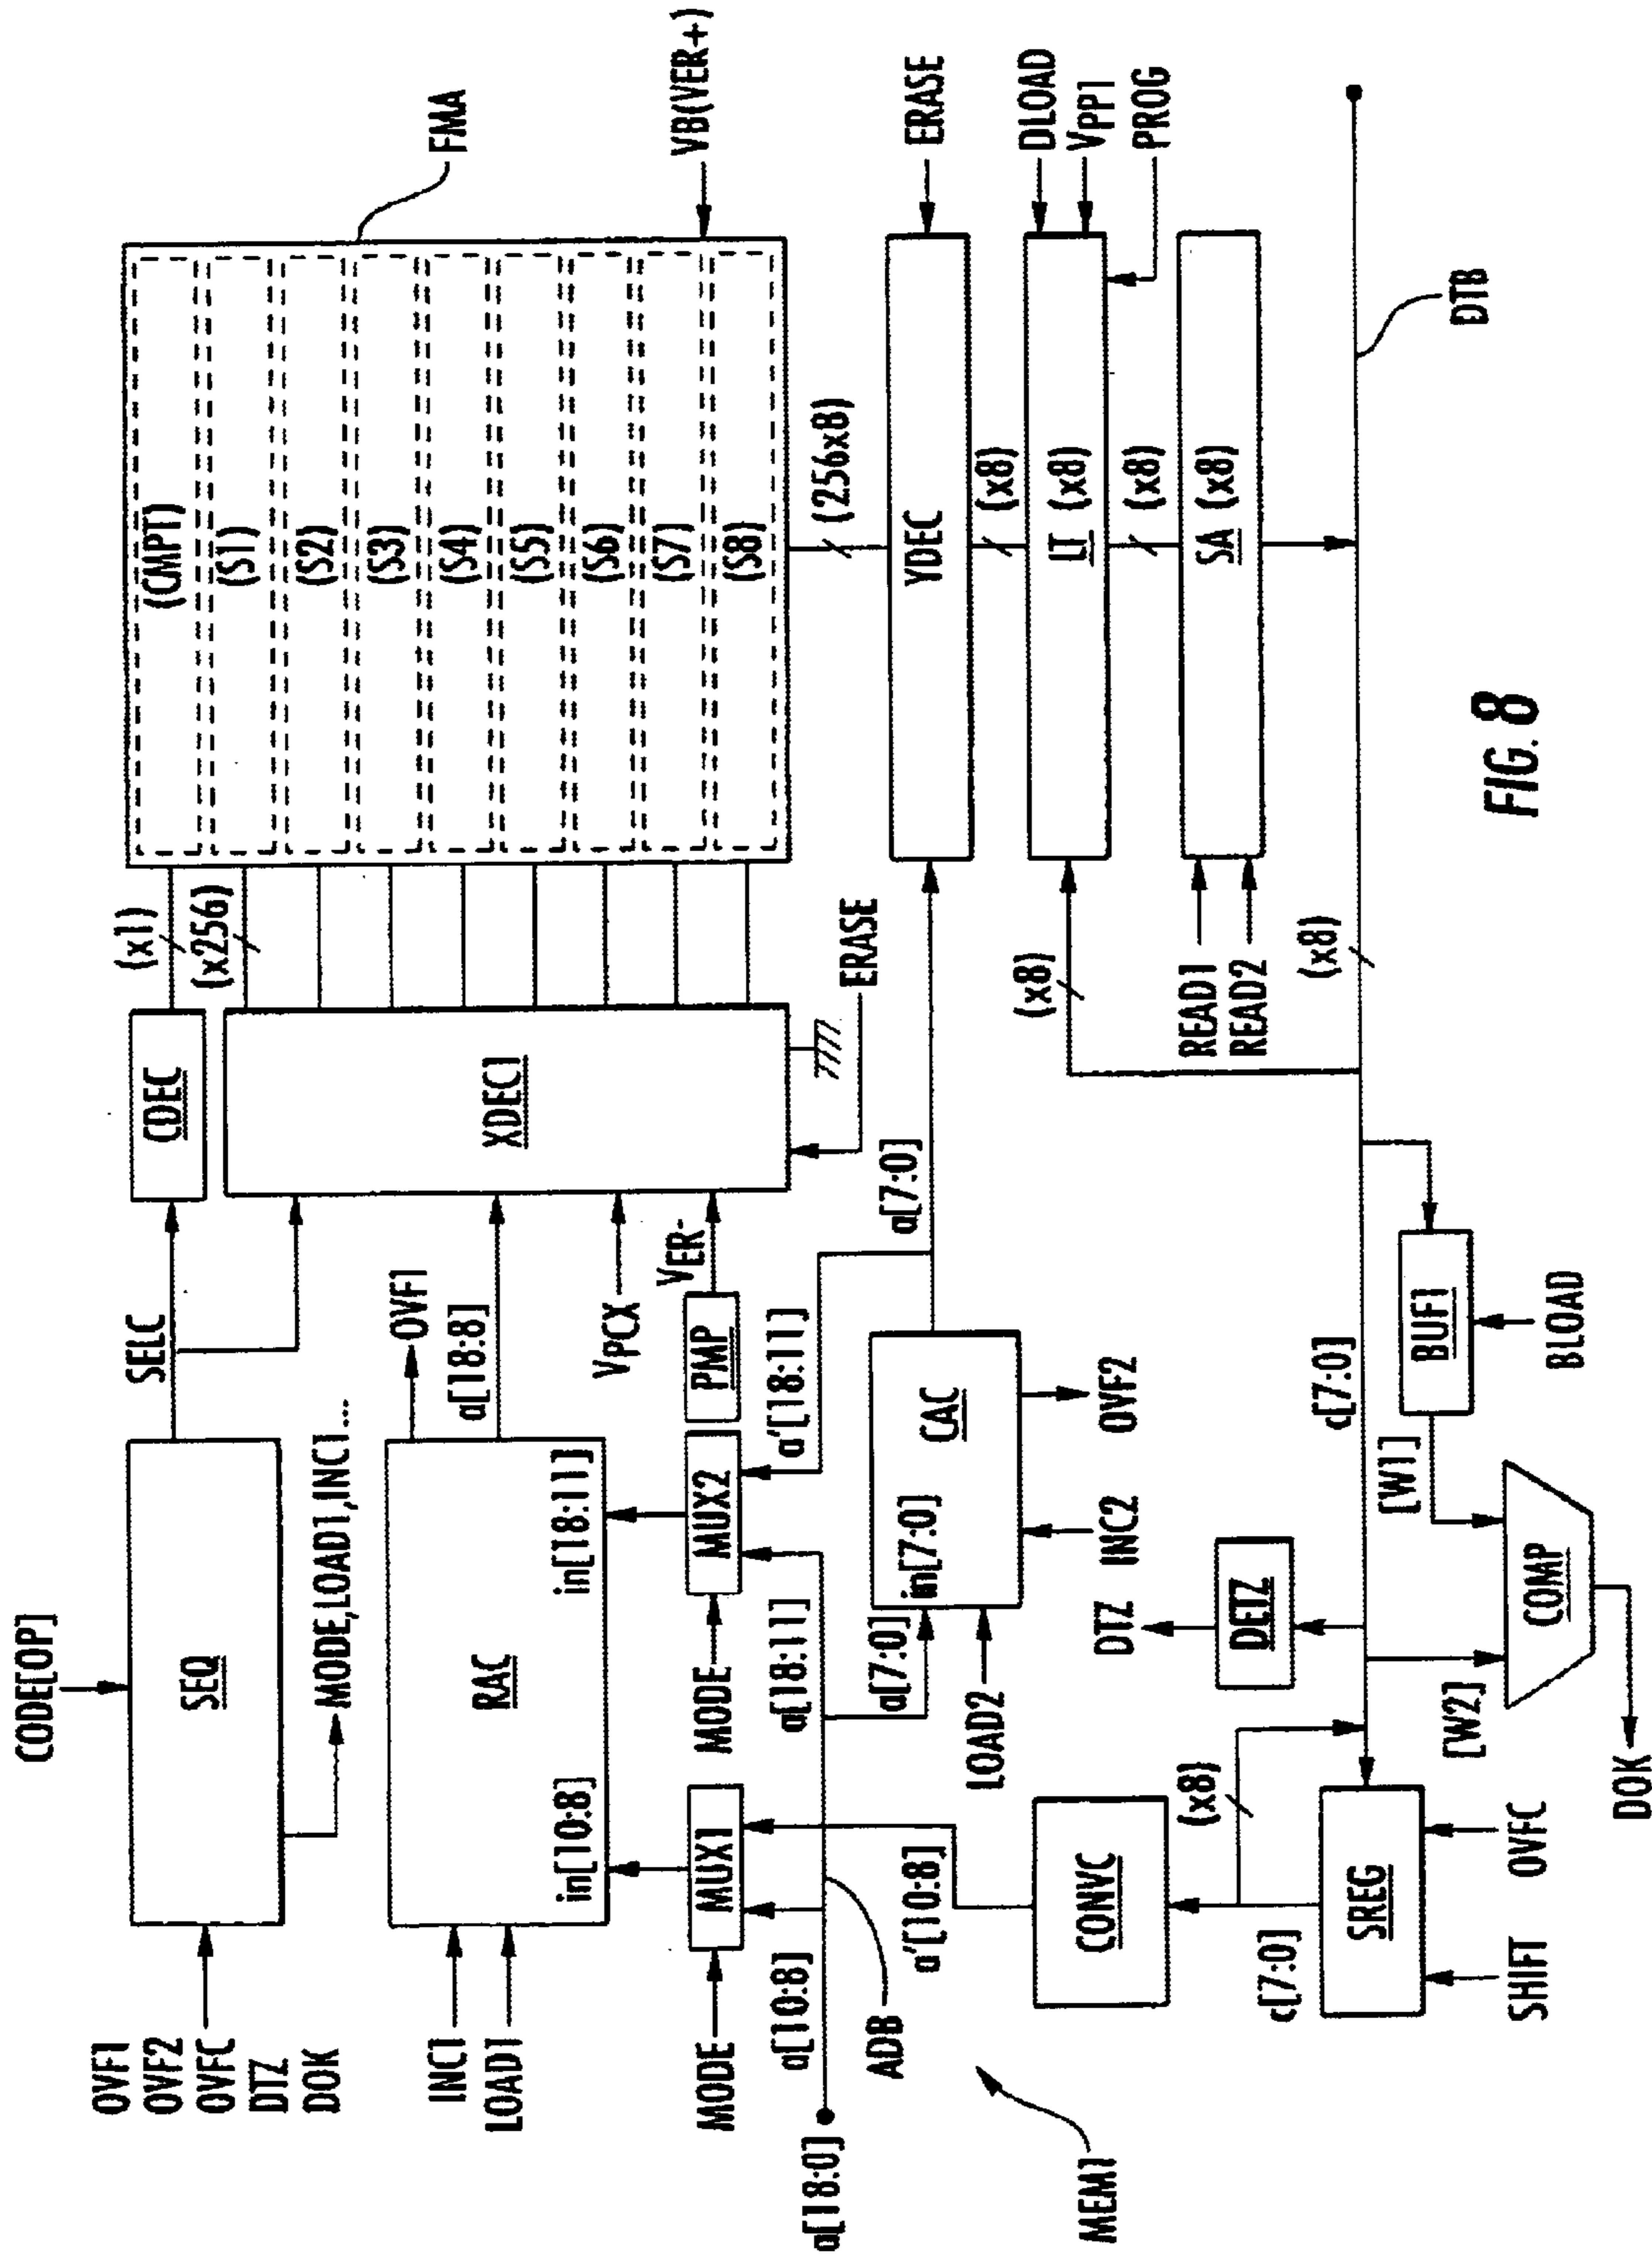 CODE[OP]
OVF1
OVF2
OVFC
DTZ
DOK
SEQ
SELC
MODE,LOAD1,INC1...
CDEC
(x1)
(x256)
(CMPT)
(S1)
(S2)
(S3)
(S4)
(S5)
(S6)
(S7)
(S8)
FMA
VB(VER+)
INC1
LOAD1
RAC
in[10:8]
in[18:11]
OVF1
a[18:8]
XDEC1
VPCX
VER-
PMP
ERASE
MODE
MUX1
MODE
MUX2
a'[18:11]
a[18:0]
a[10:8]
ADB
a[18:11]
a[7:0]
in[7:0]
CAC
LOAD2
INC2
OVF2
a[7:0]
(256x8)
YDEC
ERASE
(x8)
LT (x8)
DLOAD
VPP1
PROG
(x8)
(x8)
SA (x8)
READ1
READ2
(x8)
DTB
MEM1
a'[10:8]
CONVC
DTZ
DETZ
c[7:0]
(x8)
c[7:0]
SREG
SHIFT
OVFC
[W2]
[W1]
COMP
DOK
BUF1
BLOAD
FIG. 8